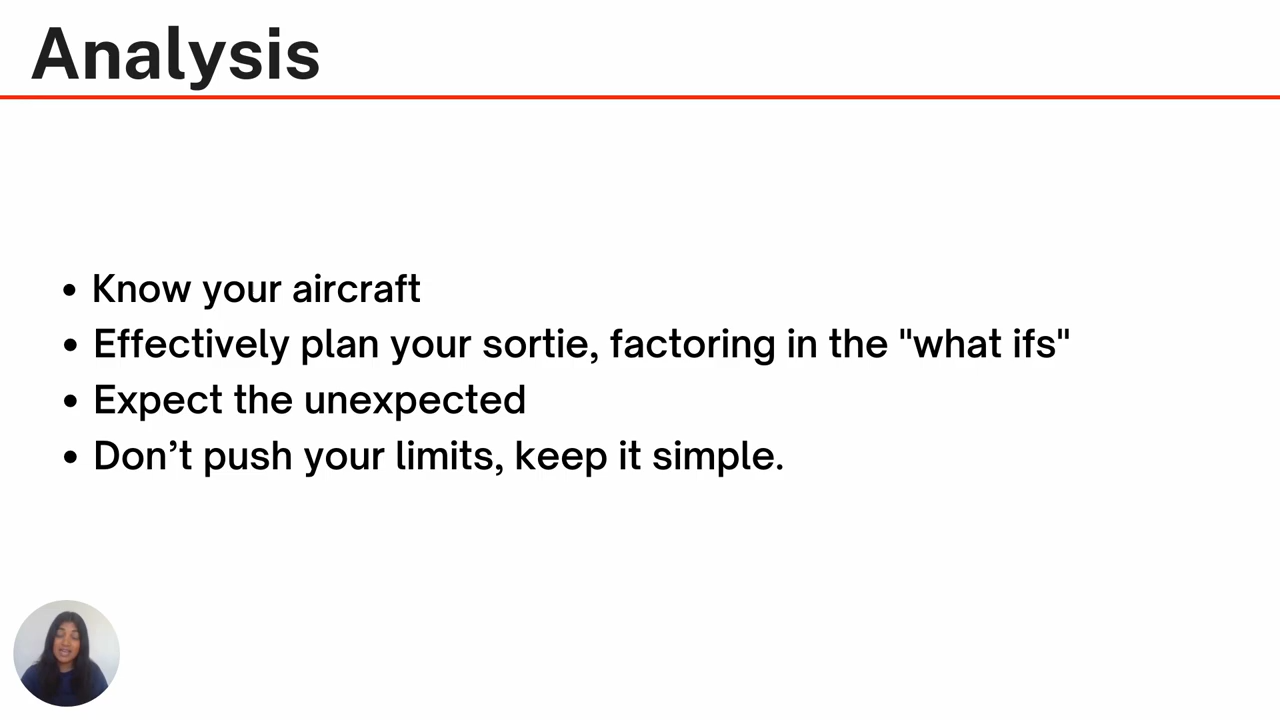 Analysis
• Know your aircraft
• Effectively plan your sortie, factoring in the "what ifs"
• Expect the unexpected
• Don’t push your limits, keep it simple.